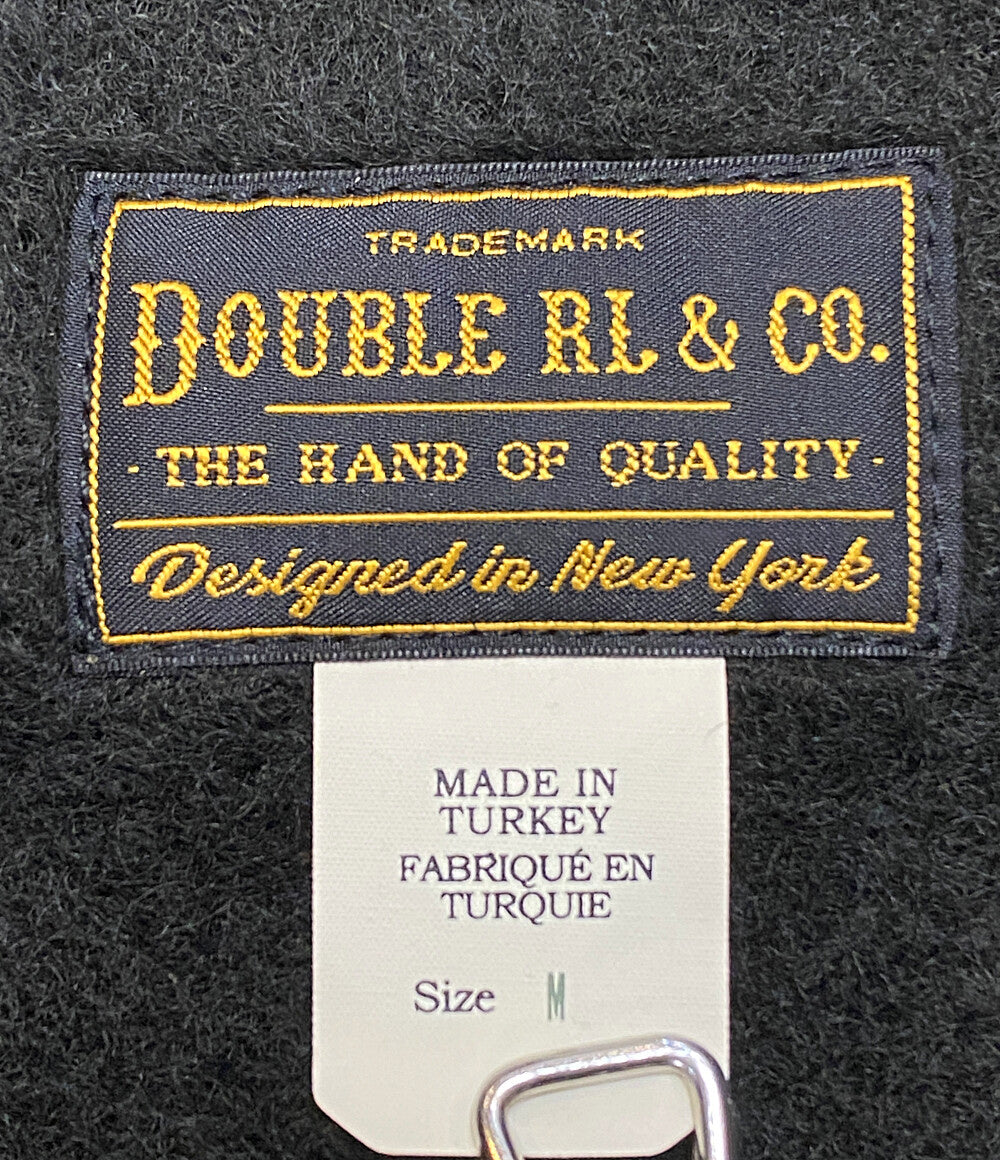 TRADEMARK
DOUBLE RL & CO.
· THE HAND OF QUALITY ·
Designed in New York
MADE IN
TURKEY
FABRIQUÉ EN
TURQUIE
Size M